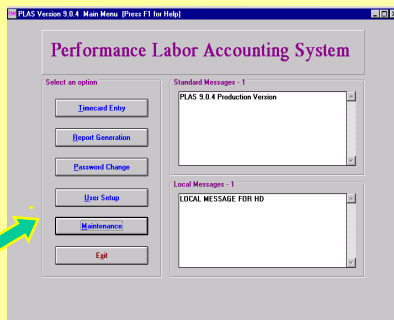 PLAS Version 9.0.4 Main Menu (Press F1 for Help)
Performance Labor Accounting System
Select an option
Timecard Entry
Report Generation
Password Change
User Setup
Maintenance
Exit
Standard Messages - 1
PLAS 9.0.4 Production Version
Local Messages - 1
LOCAL MESSAGE FOR HD